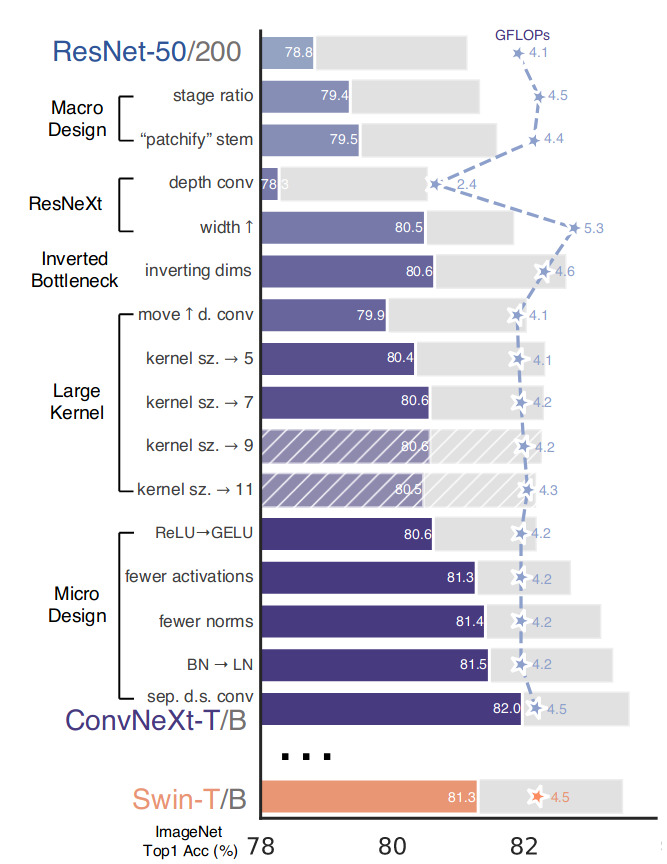 GFLOPs
ResNet-50/200 78.8 4.1
Macro Design
stage ratio 79.4 4.5
“patchify” stem 79.5 4.4
ResNeXt
depth conv 78.3 2.4
width ↑ 80.5 5.3
Inverted Bottleneck
inverting dims 80.6 4.6
Large Kernel
move ↑ d. conv 79.9 4.1
kernel sz. → 5 80.4 4.1
kernel sz. → 7 80.6 4.2
kernel sz. → 9 80.6 4.2
kernel sz. → 11 80.5 4.3
Micro Design
ReLU→GELU 80.6 4.2
fewer activations 81.3 4.2
fewer norms 81.4 4.2
BN → LN 81.5 4.2
sep. d.s. conv 82.0 4.5
ConvNeXt-T/B
...
Swin-T/B 81.3 4.5
ImageNet
Top1 Acc (%) 78 80 82